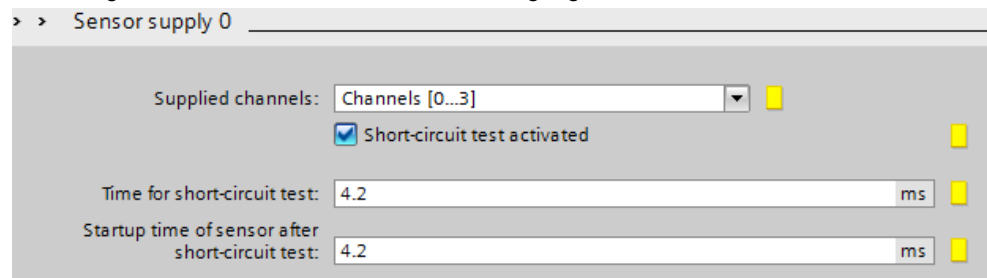 › › Sensor supply 0
Supplied channels: Channels [0...3]
Short-circuit test activated
Time for short-circuit test: 4.2 ms
Startup time of sensor after
short-circuit test: 4.2 ms